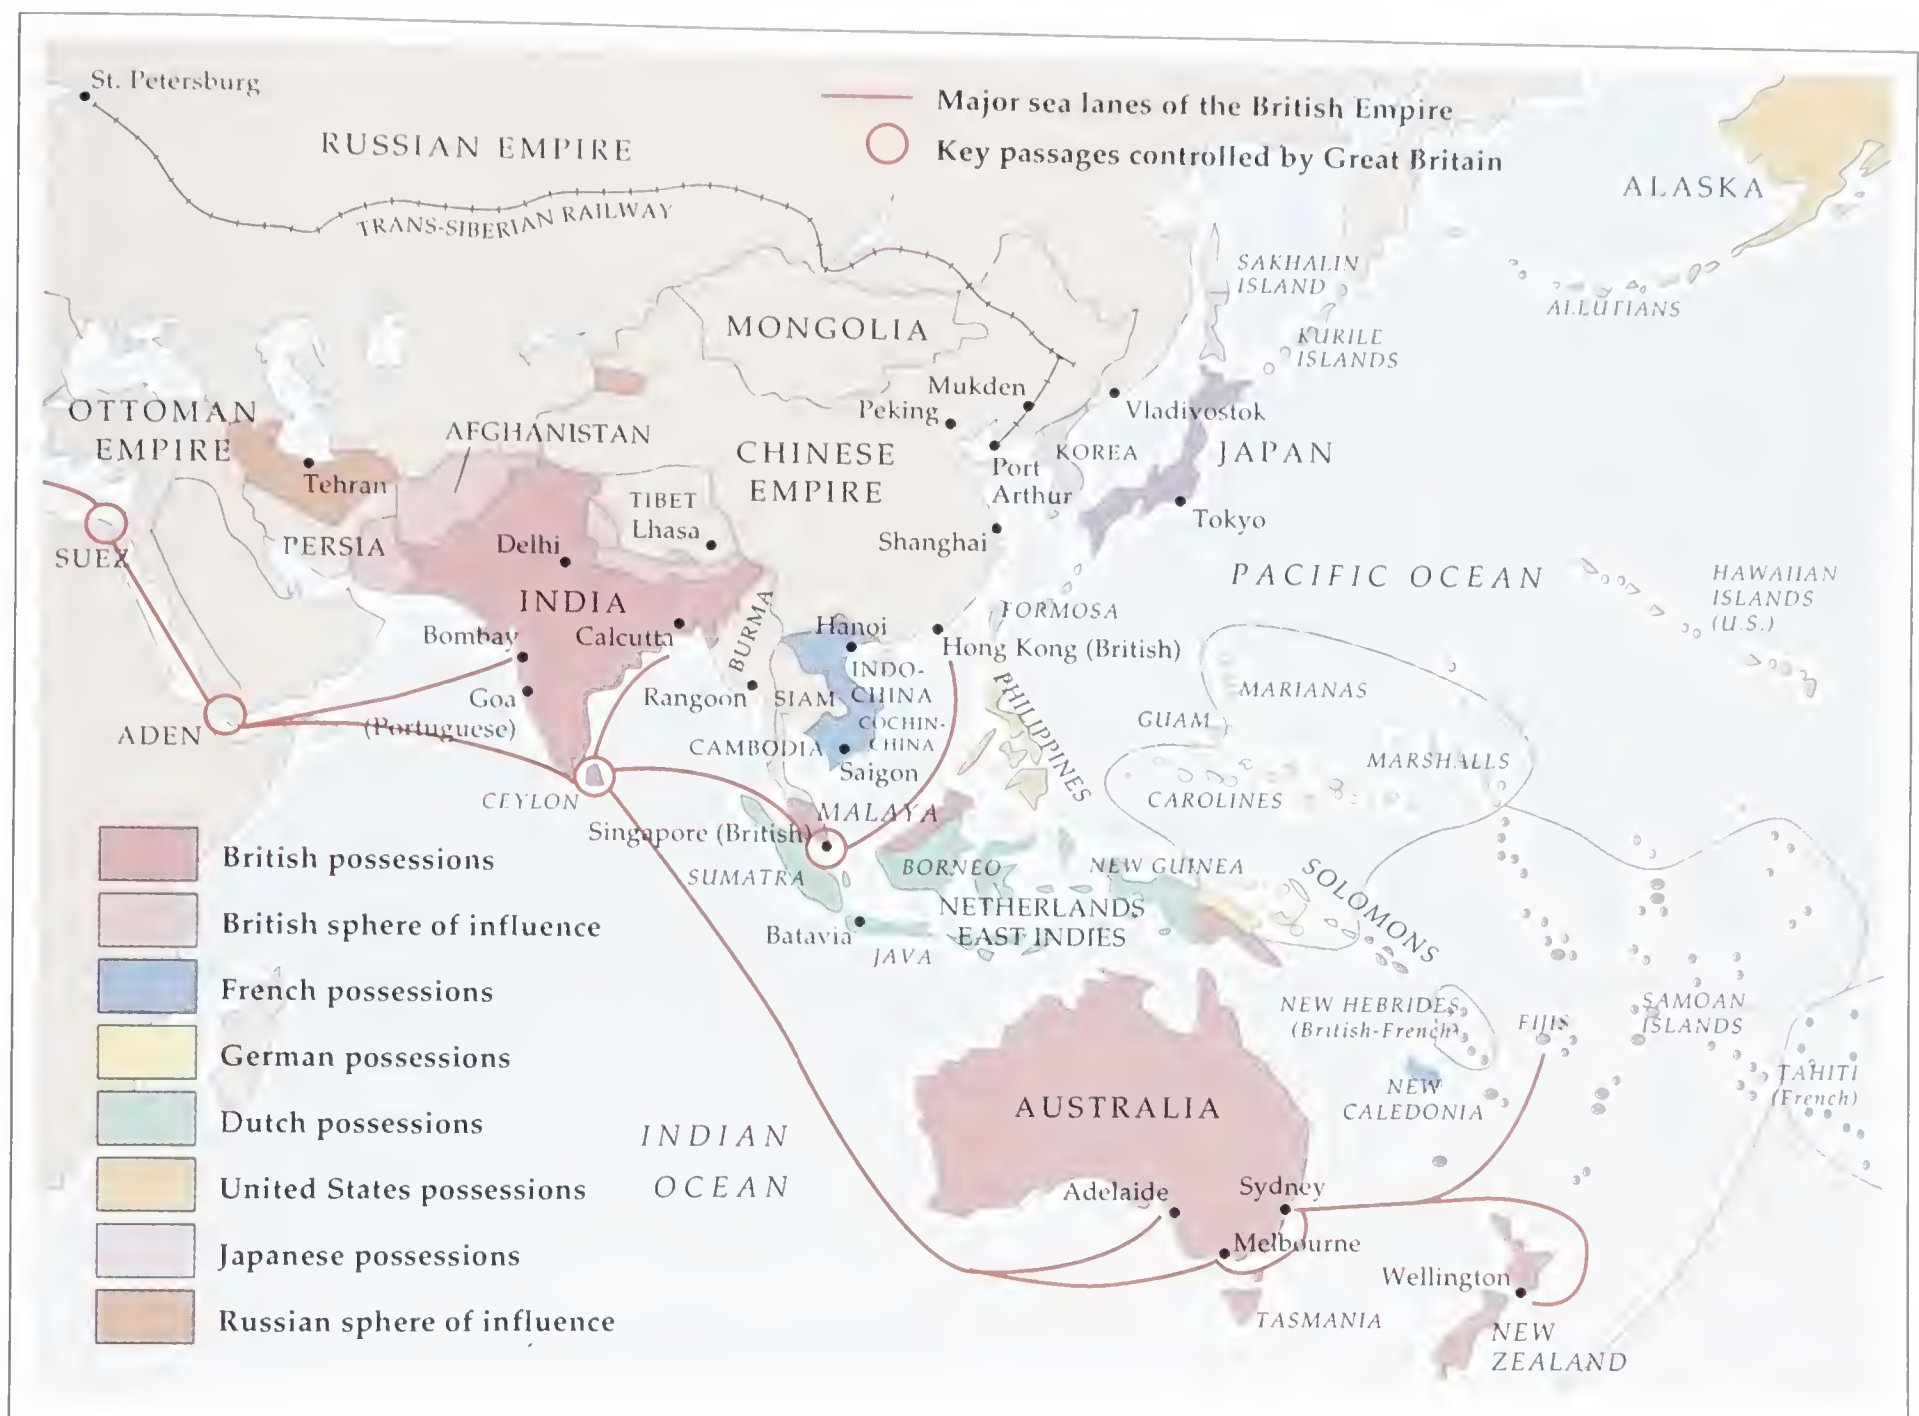 St. Petersburg
RUSSIAN EMPIRE
TRANS-SIBERIAN RAILWAY
Major sea lanes of the British Empire
Key passages controlled by Great Britain
ALASKA
SAKHALIN
ISLAND
ALLUTIANS
KURILE
ISLANDS
MONGOLIA
Mukden
Peking
Vladivostok
OTTOMAN
EMPIRE
AFGHANISTAN
CHINESE
EMPIRE
KOREA
JAPAN
Port
Arthur
Tehran
TIBET
Lhasa
Tokyo
Shanghai
SUEZ
PERSIA
Delhi
PACIFIC OCEAN
HAWAIIAN
ISLANDS
(U.S.)
INDIA
BURMA
FORMOSA
Bombay
Calcutta
Hanoi
Hong Kong (British)
INDO-
CHINA
Goa
(Portuguese)
Rangoon
SIAM
PHILIPPINES
MARIANAS
GUAM
ADEN
COCHIN-
CHINA
CAMBODIA
Saigon
MARSHALLS
CAROLINES
CEYLON
MALAYA
Singapore (British)
SUMATRA
BORNEO
NEW GUINEA
SOLOMONS
NETHERLANDS
EAST INDIES
Batavia
JAVA
British possessions
British sphere of influence
French possessions
German possessions
Dutch possessions
United States possessions
Japanese possessions
Russian sphere of influence
NEW HEBRIDES
(British-French)
FIJIS
SAMOAN
ISLANDS
TAHITI
(French)
NEW
CALEDONIA
AUSTRALIA
INDIAN
OCEAN
Adelaide
Sydney
Melbourne
Wellington
TASMANIA
NEW
ZEALAND